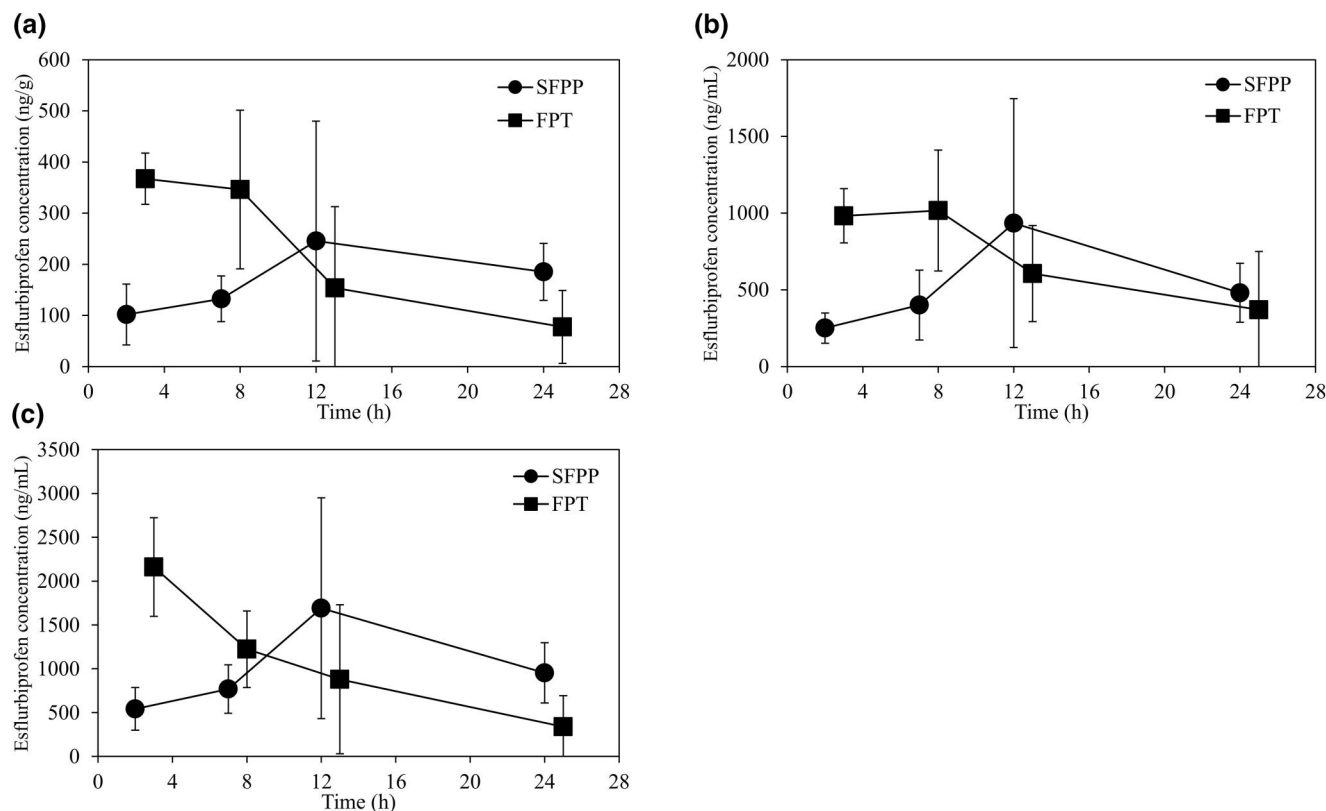 (a)
Esflurbiprofen concentration (ng/g)
600
500
400
300
200
100
0
SFPP
FPT
0 4 8 12 16 20 24 28
Time (h)
(b)
Esflurbiprofen concentration (ng/mL)
2000
1500
1000
500
0
SFPP
FPT
0 4 8 12 16 20 24 28
Time (h)
(c)
Esflurbiprofen concentration (ng/mL)
3500
3000
2500
2000
1500
1000
500
0
SFPP
FPT
0 4 8 12 16 20 24 28
Time (h)